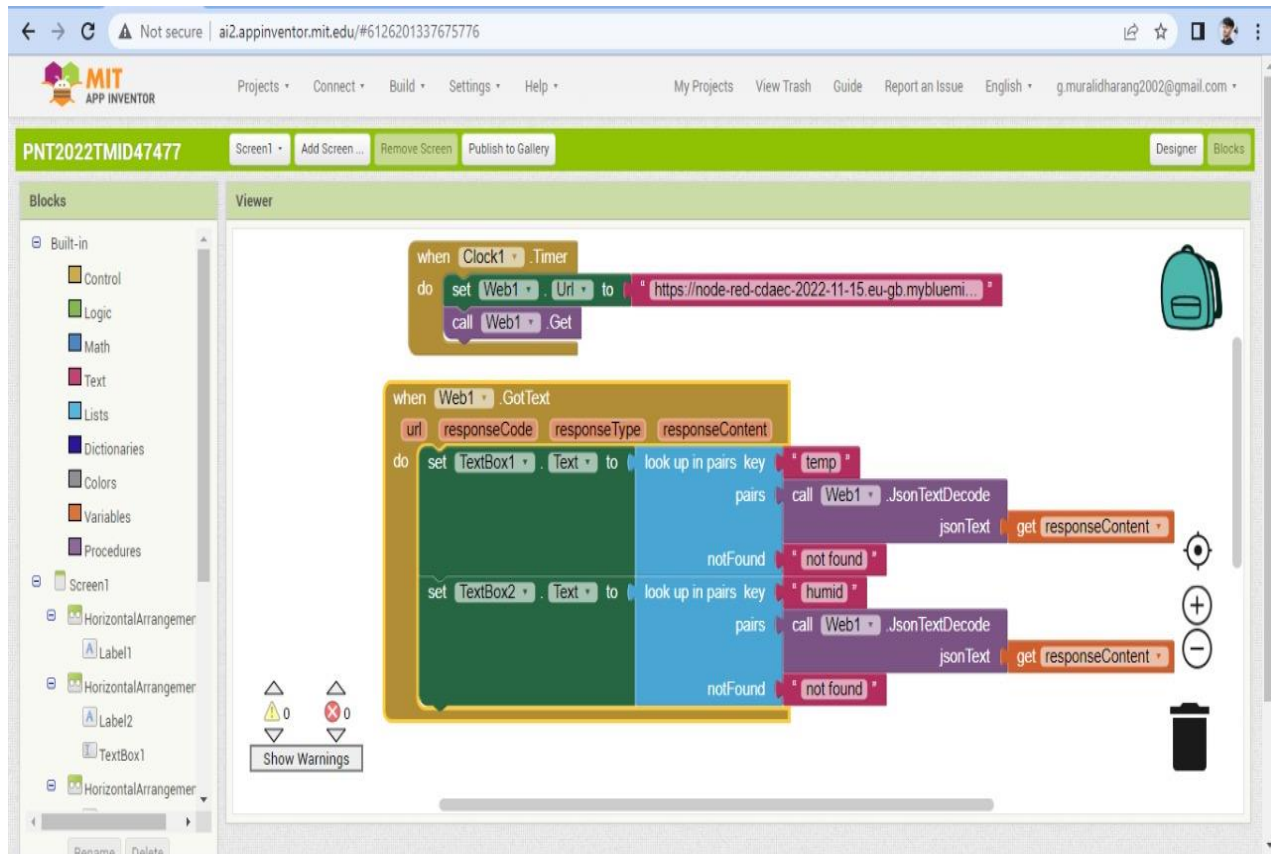 Not secure | ai2.appinventor.mit.edu/#6126201337675776
MIT
APP INVENTOR
Projects Connect Build Settings Help My Projects View Trash Guide Report an Issue English g.muralidharang2002@gmail.com
PNT2022TMID47477 Screen1 Add Screen ... Remove Screen Publish to Gallery Designer Blocks
Blocks
Viewer
Built-in
Control
Logic
Math
Text
Lists
Dictionaries
Colors
Variables
Procedures
Screen1
HorizontalArrangemer
A Label1
HorizontalArrangemer
A Label2
TextBox1
HorizontalArrangemer
Rename Delete
when Clock1 .Timer
do set Web1 . Url to " https://node-red-cdaec-2022-11-15.eu-gb.mybluemi... "
call Web1 .Get
when Web1 .GotText
url responseCode responseType responseContent
do set TextBox1 . Text to look up in pairs key " temp "
pairs call Web1 .JsonTextDecode
jsonText get responseContent
notFound " not found "
set TextBox2 . Text to look up in pairs key " humid "
pairs call Web1 .JsonTextDecode
jsonText get responseContent
notFound " not found "
0 0
Show Warnings